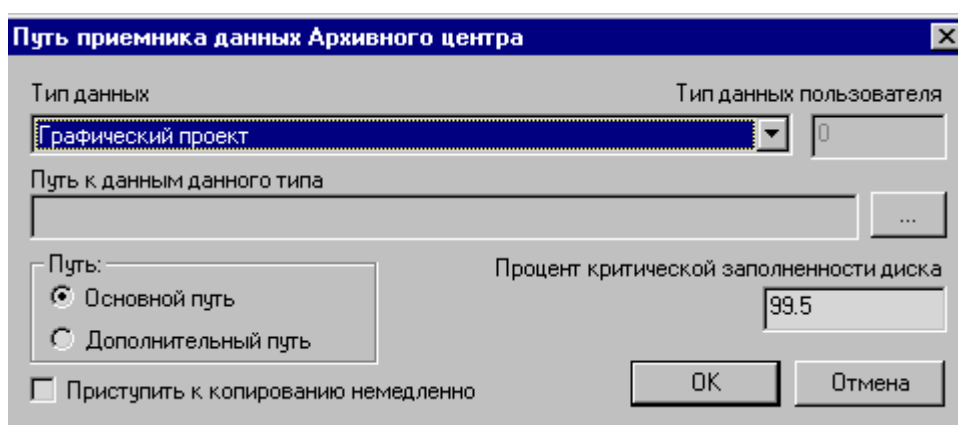 Путь приемника данных Архивного центра
Тип данных Тип данных пользователя
Графический проект 0
Путь к данным данного типа
...
Путь: Процент критической заполненности диска
Основной путь 99.5
Дополнительный путь
Приступить к копированию немедленно OK Отмена